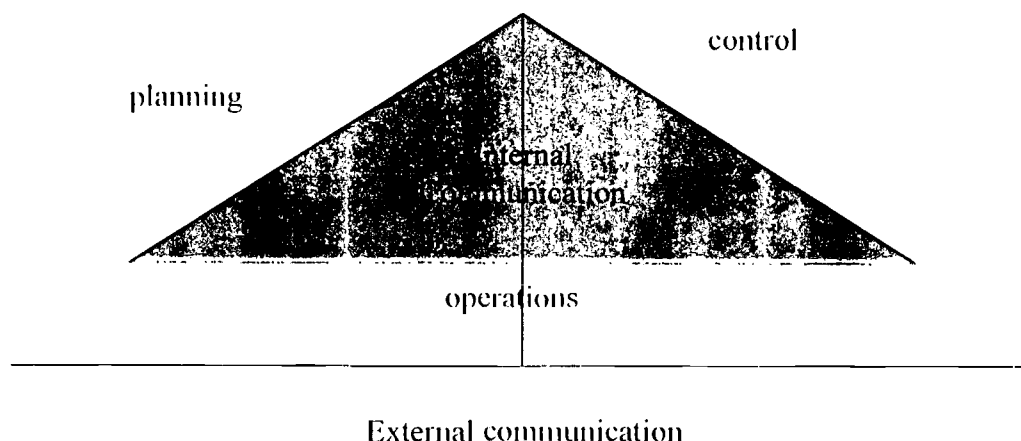 control
planning
Internal
Communication
operations
External communication